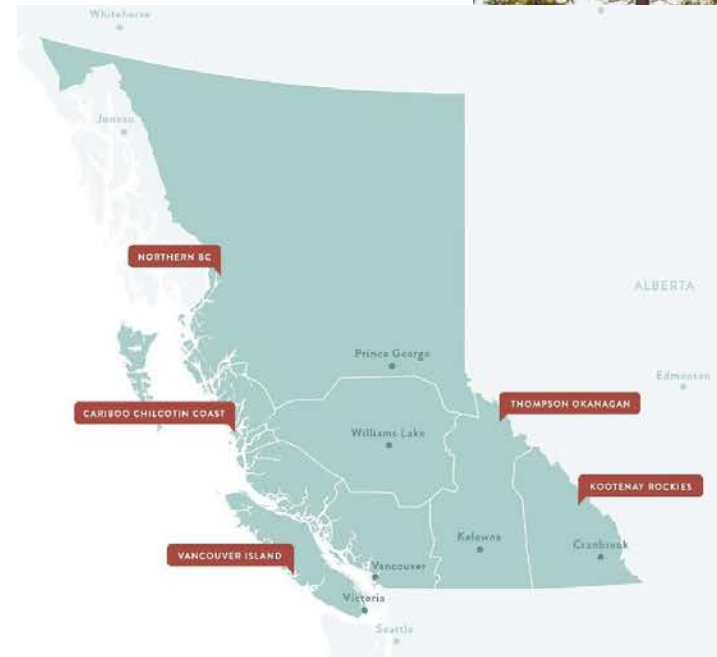 Whitehorse
Juneau
NORTHERN BC
ALBERTA
Prince George
Edmonton
THOMPSON OKANAGAN
CARIBOO CHILCOTIN COAST
Williams Lake
KOOTENAY ROCKIES
Kelowna
Cranbrook
VANCOUVER ISLAND
Vancouver
Victoria
Seattle